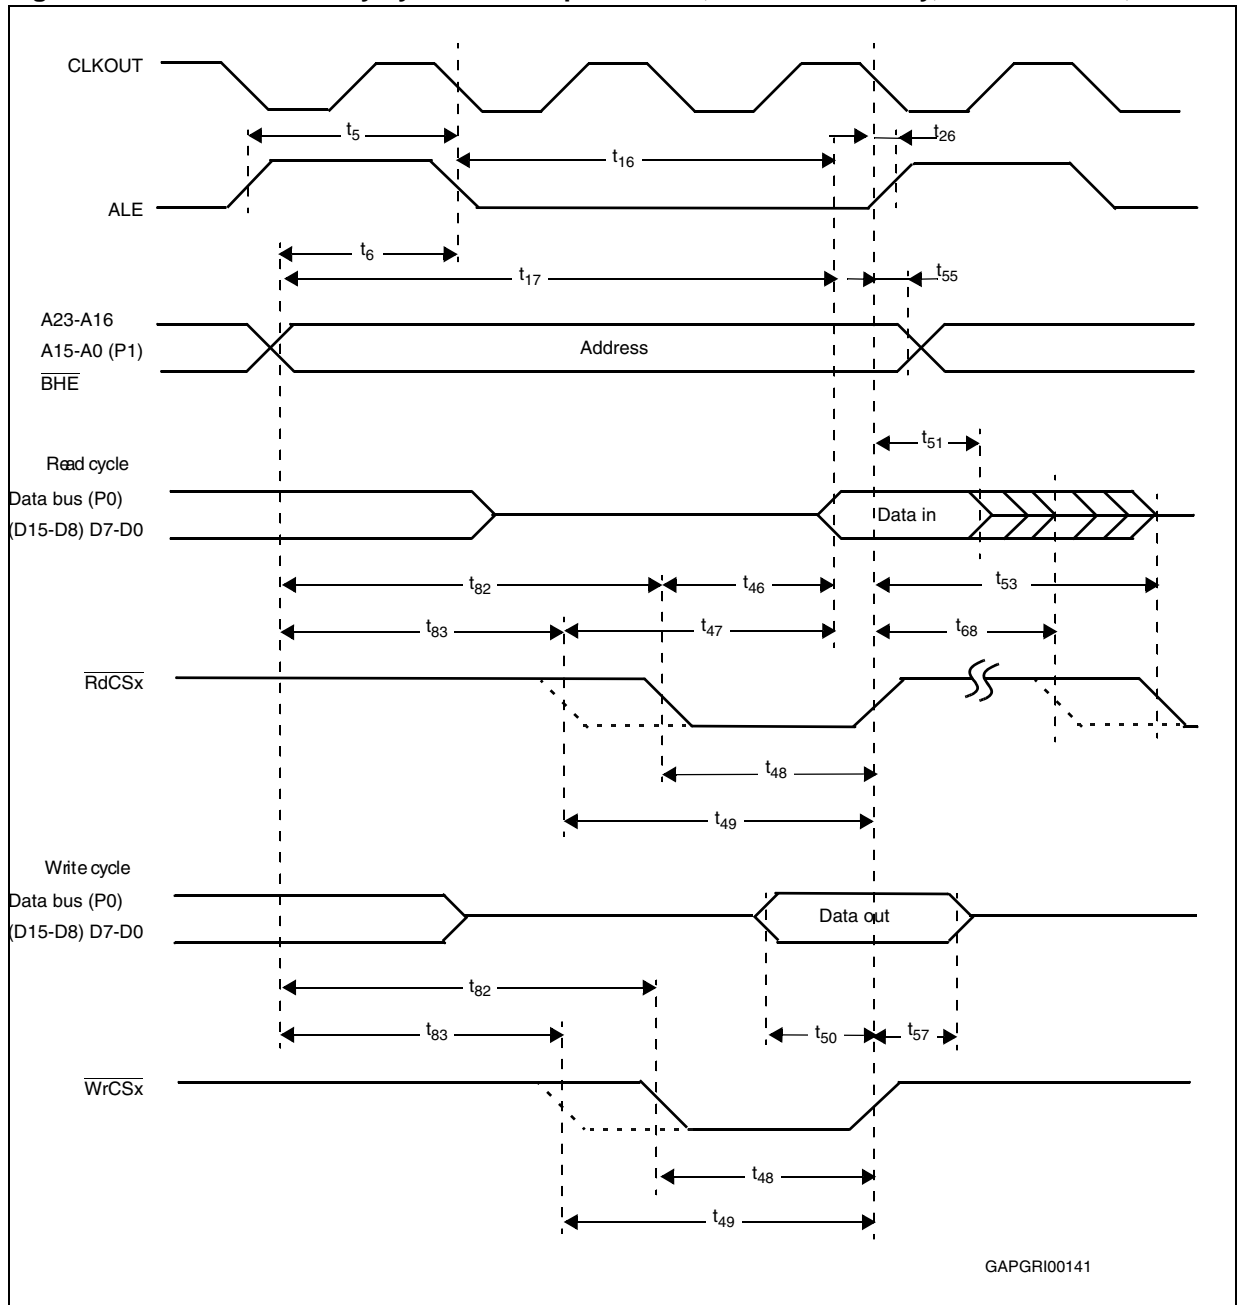 CLKOUT
t5
t26
t16
ALE
t6
t17
t55
A23-A16
A15-A0 (P1)
Address
BHE
t51
Read cycle
Data bus (P0)
Data in
(D15-D8) D7-D0
t82
t46
t53
t83
t47
t68
RdCSx
t48
t49
Write cycle
Data bus (P0)
Data out
(D15-D8) D7-D0
t82
t83
t50
t57
WrCSx
t48
t49
GAPGRI00141